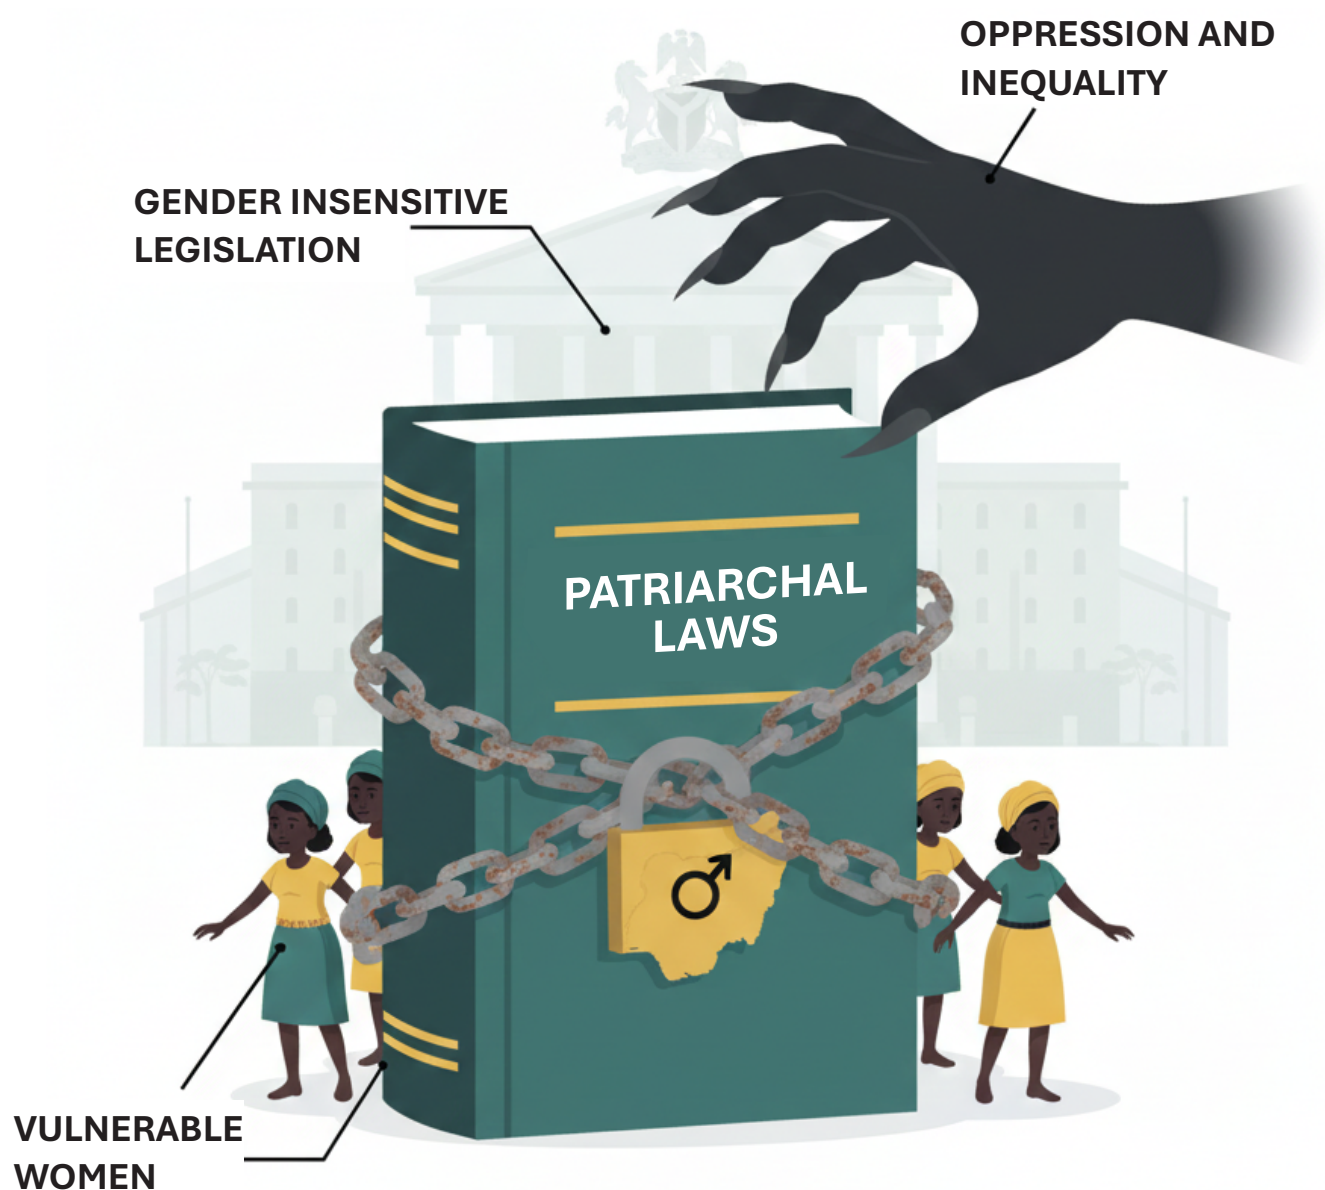 OPPRESSION AND
INEQUALITY
GENDER INSENSITIVE
LEGISLATION
PATRIARCHAL
LAWS
VULNERABLE
WOMEN